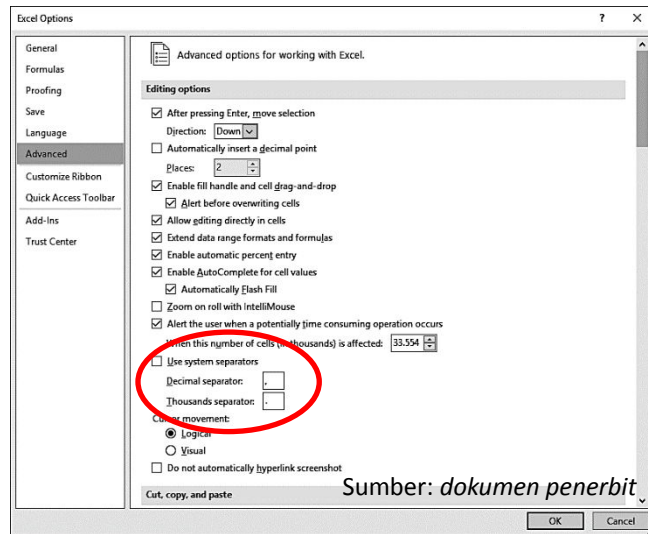 Excel Options ? ×
General
Formulas
Proofing
Save
Language
Advanced
Customize Ribbon
Quick Access Toolbar
Add-Ins
Trust Center
Advanced options for working with Excel.
Editing options
After pressing Enter, move selection
Direction: Down
Automatically insert a decimal point
Places: 2
Enable fill handle and cell drag-and-drop
Alert before overwriting cells
Allow editing directly in cells
Extend data range formats and formulas
Enable automatic percent entry
Enable AutoComplete for cell values
Automatically Flash Fill
Zoom on roll with IntelliMouse
Alert the user when a potentially time consuming operation occurs
When this number of cells (in thousands) is affected: 33.554
Use system separators
Decimal separator: ,
Thousands separator: .
Cursor movement:
Logical
Visual
Do not automatically hyperlink screenshot
Cut, copy, and paste
Sumber: dokumen penerbit
OK Cancel